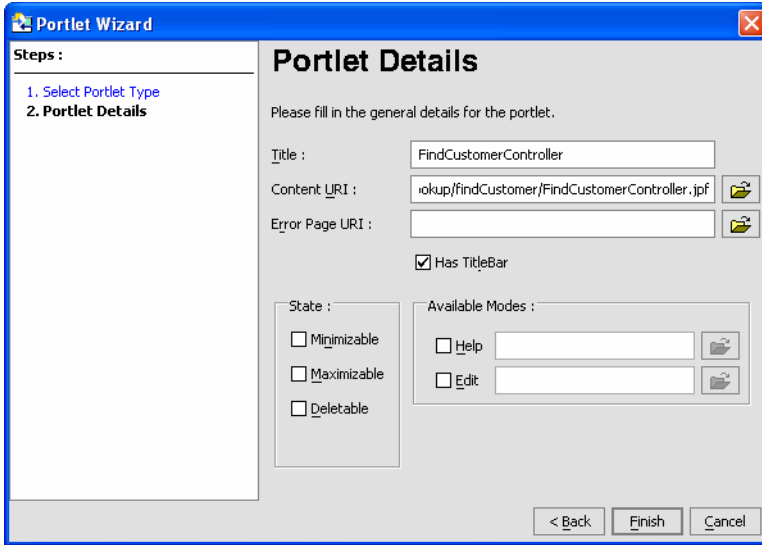 Portlet Wizard
Steps :
1. Select Portlet Type
2. Portlet Details
Portlet Details
Please fill in the general details for the portlet.
Title :
FindCustomerController
Content URI :
ookup/findCustomer/FindCustomerController.jpf
Error Page URI :
Has TitleBar
State :
Minimizable
Maximizable
Deletable
Available Modes :
Help
Edit
< Back
Finish
Cancel